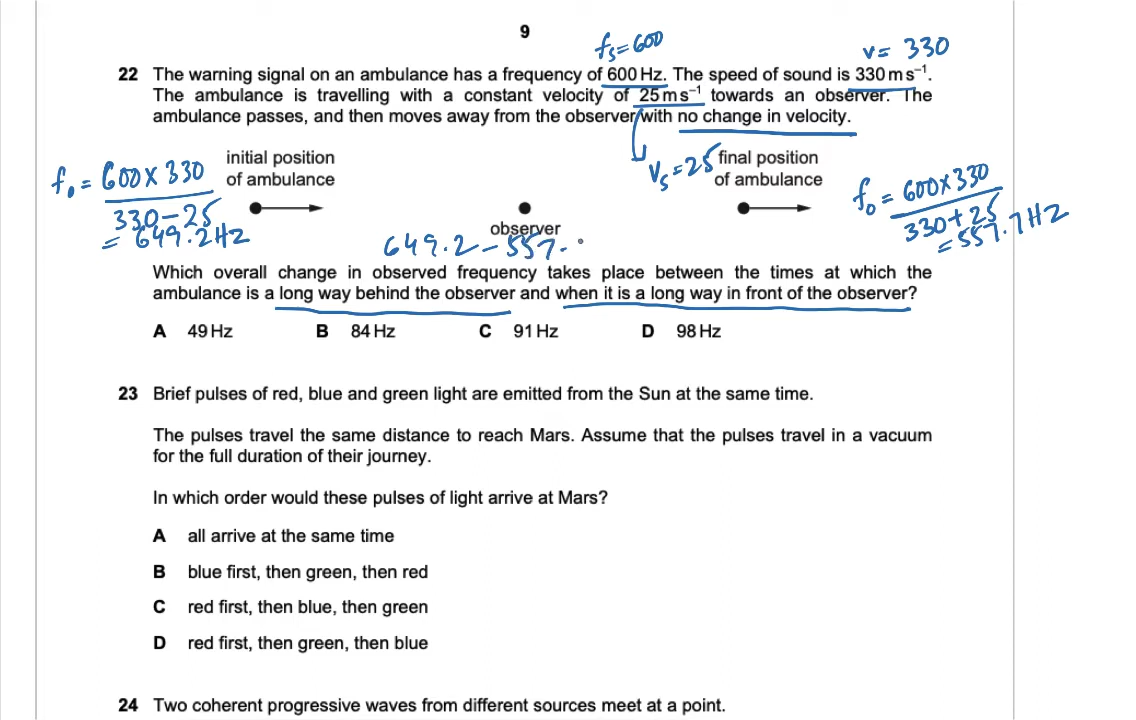 9
fs = 600
v = 330
22 The warning signal on an ambulance has a frequency of 600 Hz. The speed of sound is 330 m s⁻¹.
The ambulance is travelling with a constant velocity of 25 m s⁻¹ towards an observer. The
ambulance passes, and then moves away from the observer with no change in velocity.
initial position
of ambulance
final position
of ambulance
Vs = 25
fo = 600 x 330
330 - 25
= 649.2 Hz
fo = 600 x 330
330 + 25
= 557.7 Hz
observer
649.2 - 557.
Which overall change in observed frequency takes place between the times at which the
ambulance is a long way behind the observer and when it is a long way in front of the observer?
A 49 Hz B 84 Hz C 91 Hz D 98 Hz
23 Brief pulses of red, blue and green light are emitted from the Sun at the same time.
The pulses travel the same distance to reach Mars. Assume that the pulses travel in a vacuum
for the full duration of their journey.
In which order would these pulses of light arrive at Mars?
A all arrive at the same time
B blue first, then green, then red
C red first, then blue, then green
D red first, then green, then blue
24 Two coherent progressive waves from different sources meet at a point.